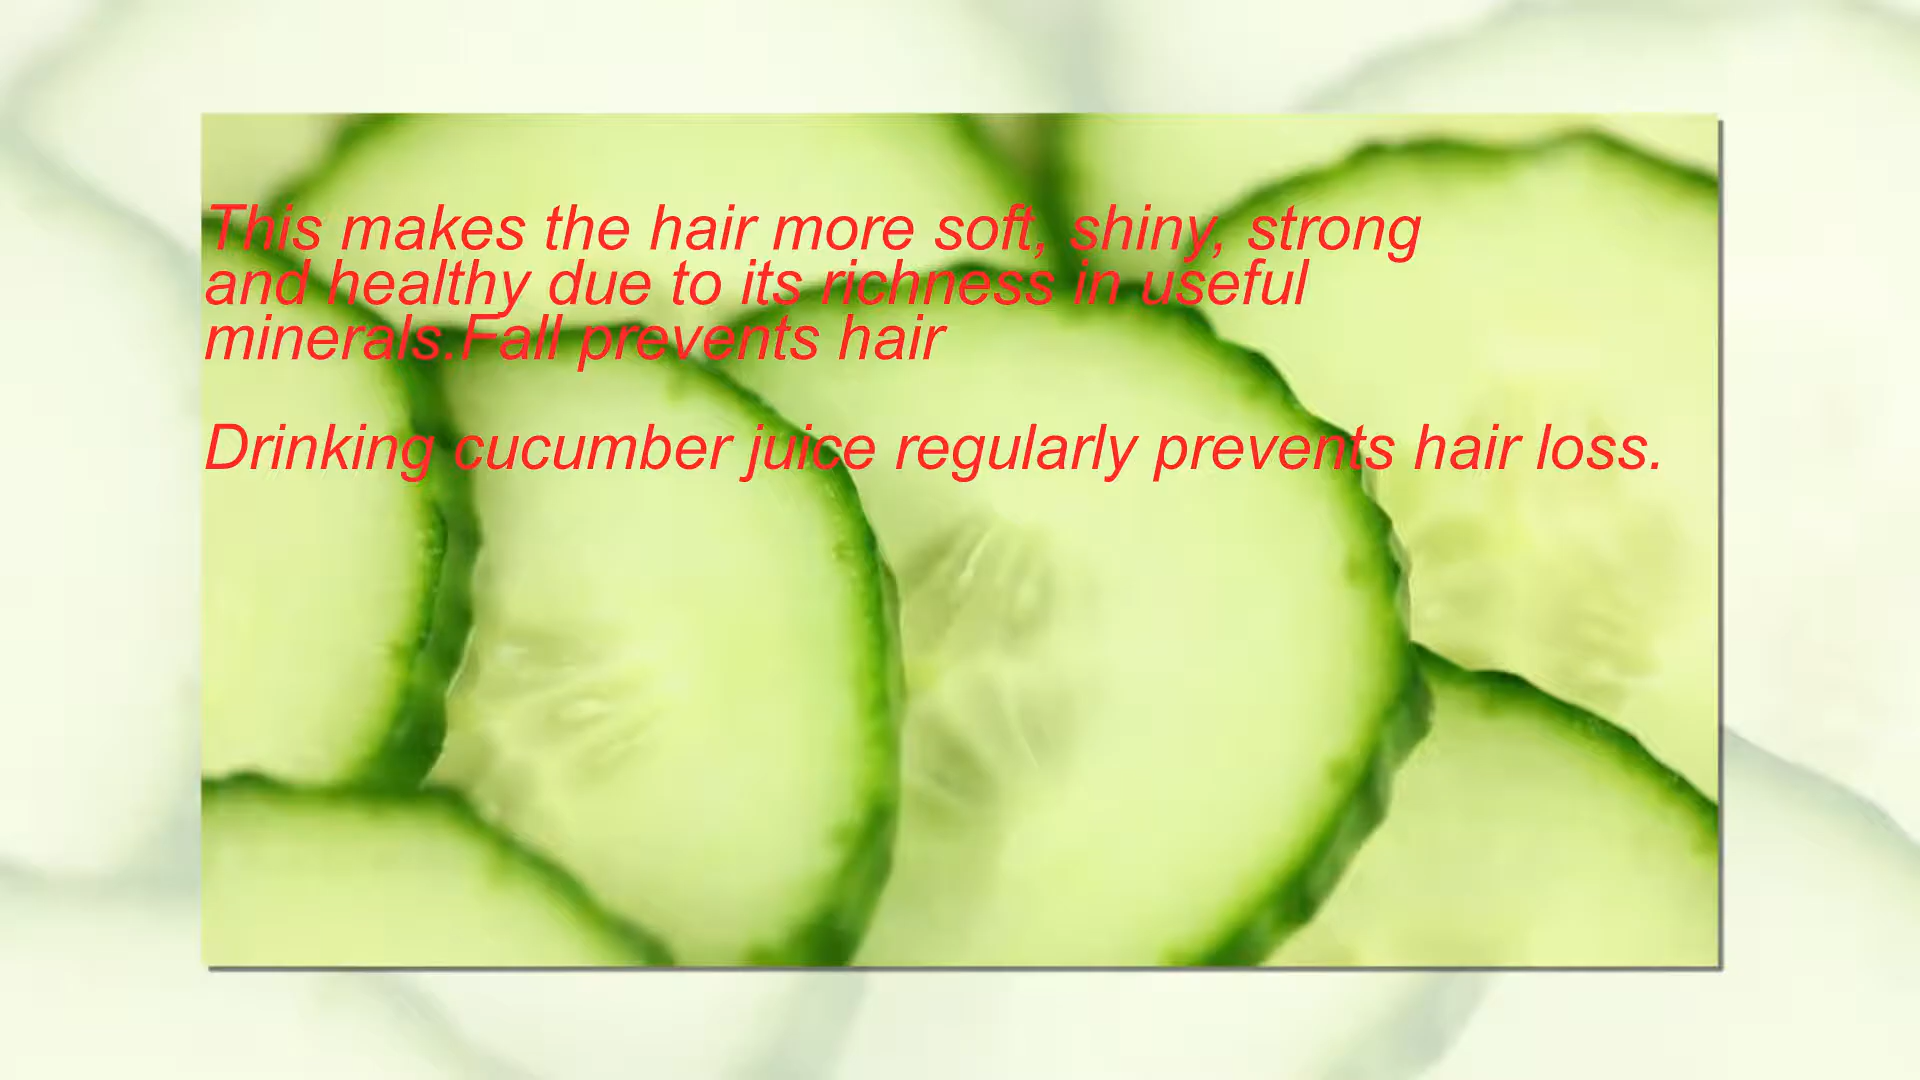 This makes the hair more soft, shiny, strong
and healthy due to its richness in useful
minerals.Fall prevents hair
Drinking cucumber juice regularly prevents hair loss.